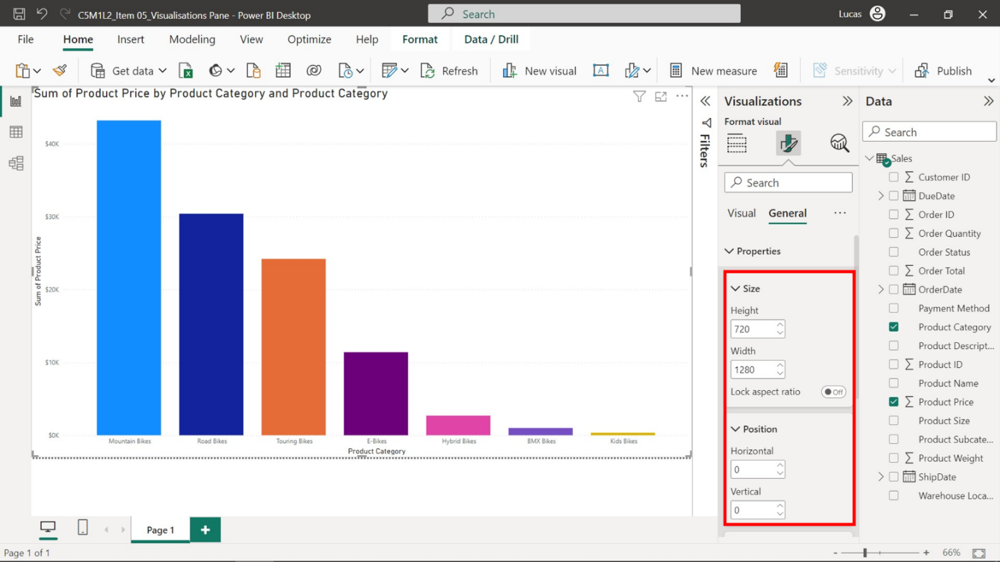 C5M1L2_Item 05_Visualisations Pane - Power BI Desktop
Search
Lucas
File Home Insert Modeling View Optimize Help Format Data / Drill
Get data
Refresh
New visual
A
New measure
Sensitivity
Publish
Sum of Product Price by Product Category and Product Category
Sum of Product Price
$40K
$30K
$20K
$10K
$0K
Mountain Bikes
Road Bikes
Touring Bikes
E-Bikes
Hybrid Bikes
BMX Bikes
Kids Bikes
Product Category
Filters
Visualizations
Format visual
Search
Visual General
Properties
Size
Height
720
Width
1280
Lock aspect ratio Off
Position
Horizontal
0
Vertical
0
Data
Search
Sales
Customer ID
DueDate
Order ID
Order Quantity
Order Status
Order Total
OrderDate
Payment Method
Product Category
Product Descript...
Product ID
Product Name
Product Price
Product Size
Product Subcate...
Product Weight
ShipDate
Warehouse Loca...
Page 1
Page 1 of 1
66%